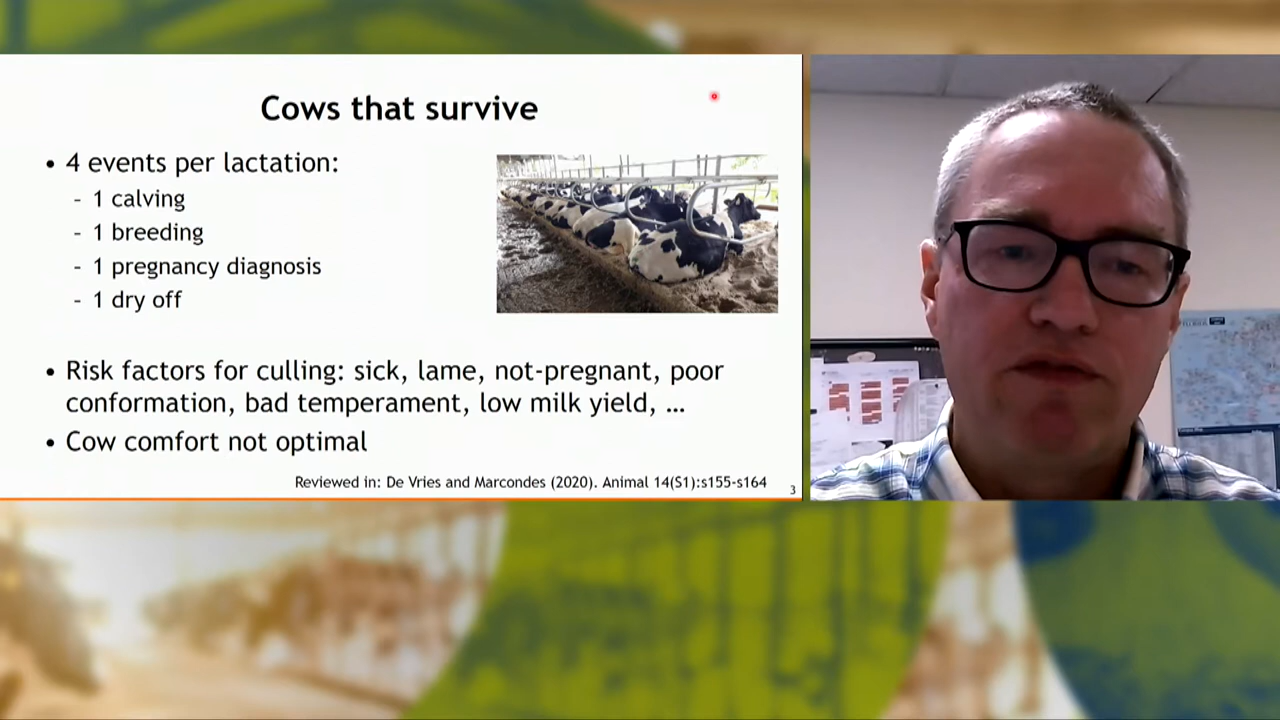 Cows that survive
• 4 events per lactation:
- 1 calving
- 1 breeding
- 1 pregnancy diagnosis
- 1 dry off
• Risk factors for culling: sick, lame, not-pregnant, poor
conformation, bad temperament, low milk yield, ...
• Cow comfort not optimal
Reviewed in: De Vries and Marcondes (2020). Animal 14(S1):s155-s164
3